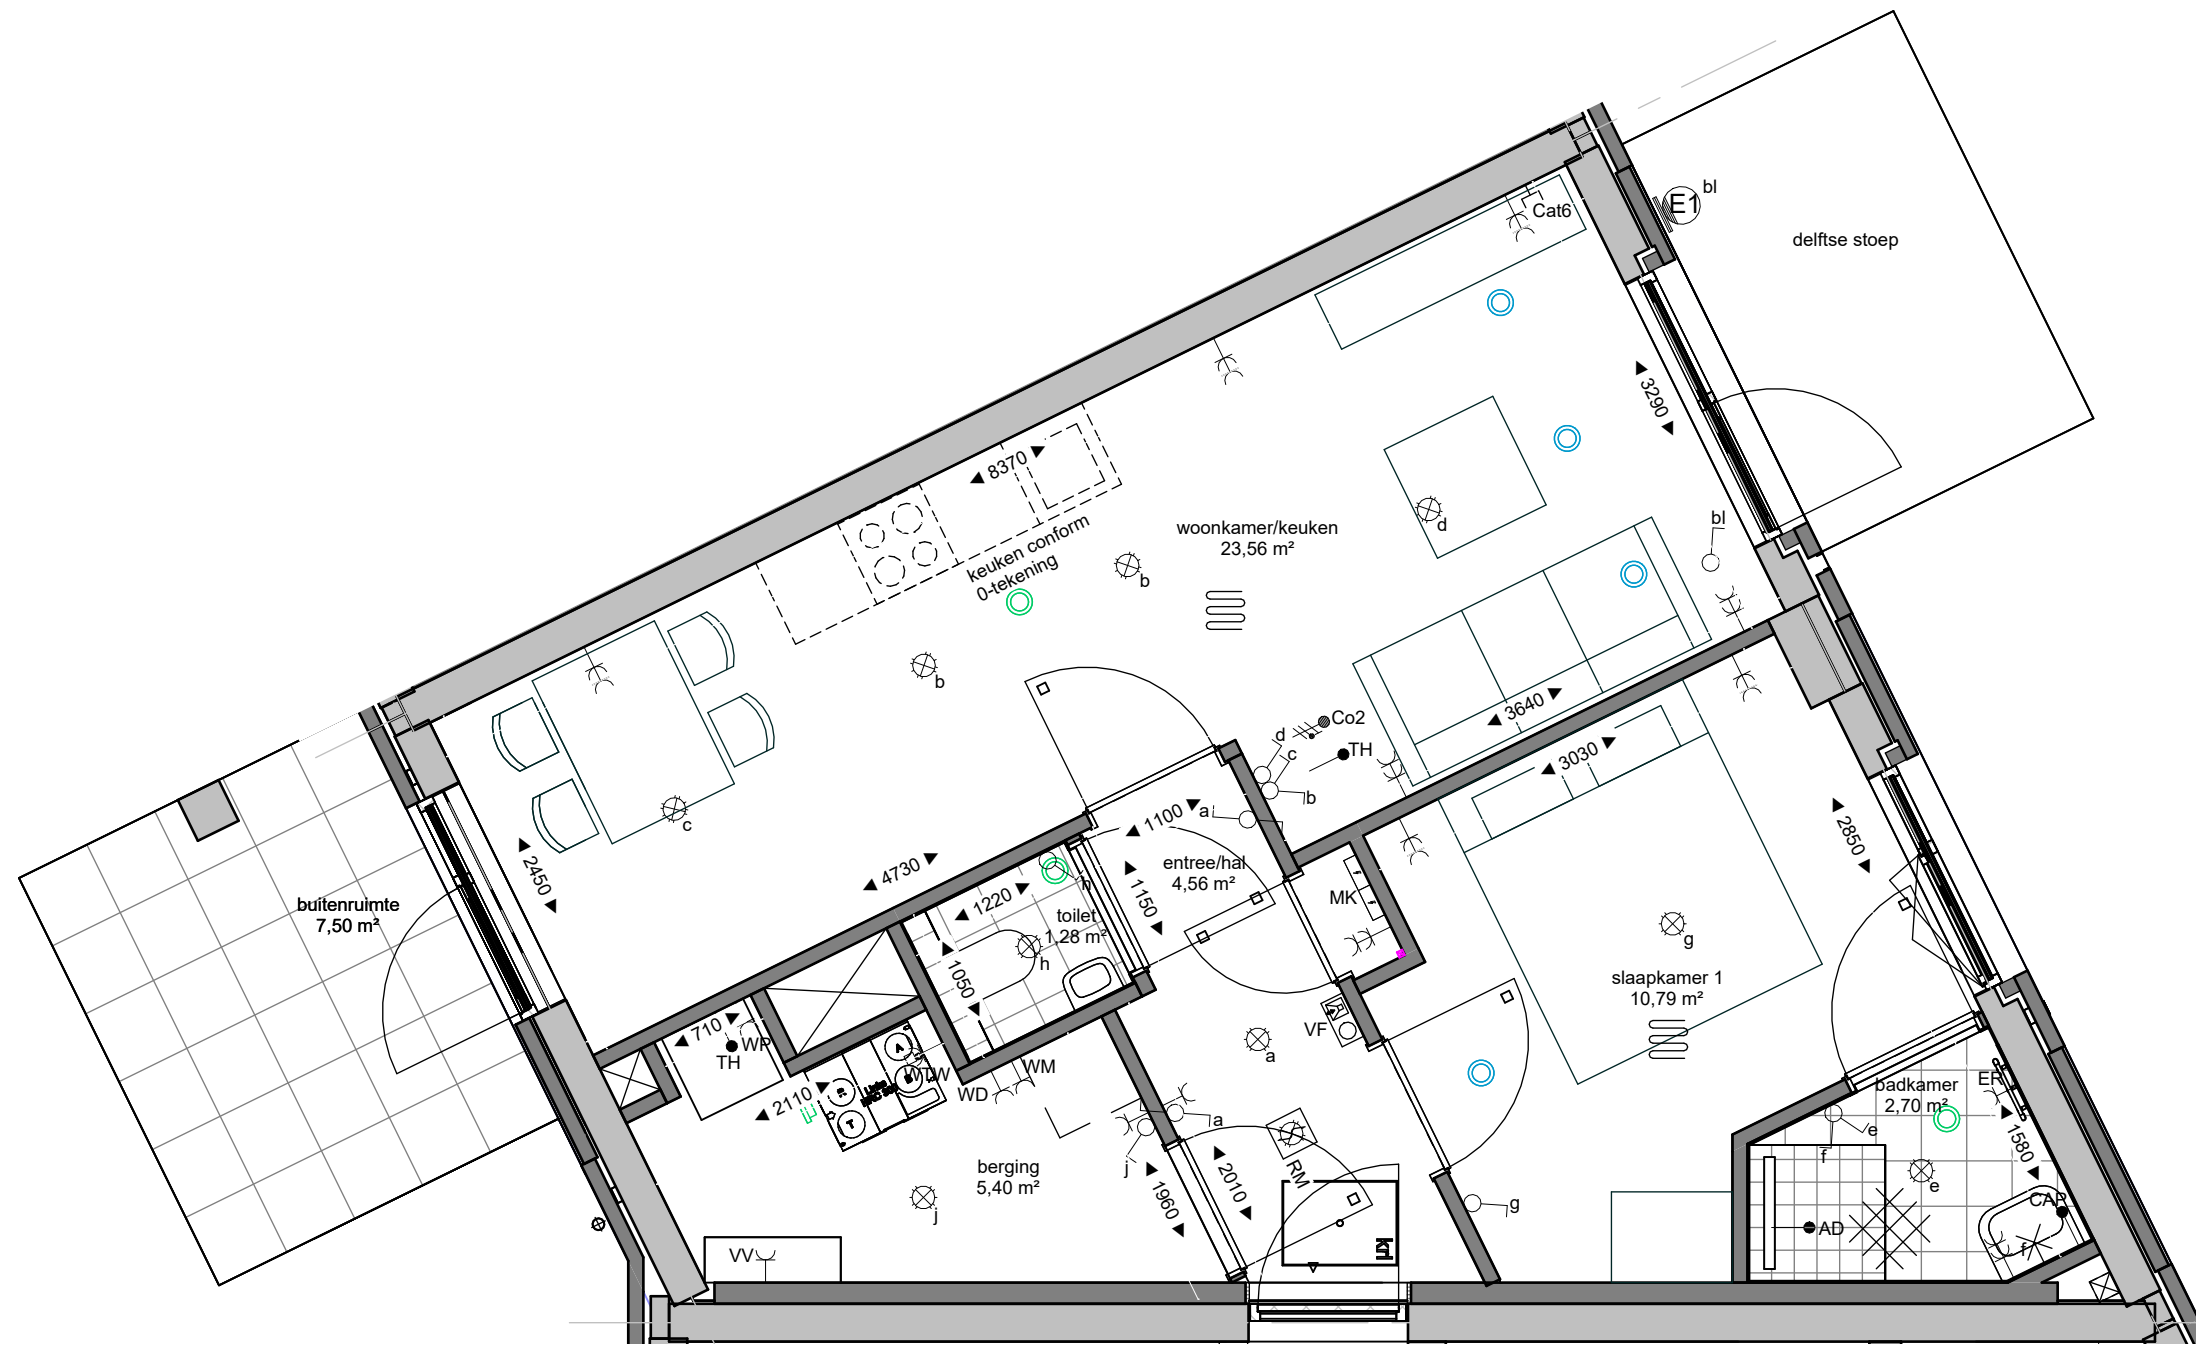 bl
E1
Cat6
delftse stoep
3290
8370
keuken conform
0-tekening
woonkamer/keuken
23,56 m²
d
bl
b
b
c
3640
Co2
d
TH
c
b
a
3030
2450
4730
1100
entree/hal
4,56 m²
1150
h
1220
toilet
1,28 m²
h
1050
MK
2850
buitenruimte
7,50 m²
g
slaapkamer 1
10,79 m²
VF
a
710
WP
TH
WTW
WM
WD
A
R
T
2110
a
j
RM
berging
5,40 m²
1960
2010
j
g
krl
VV
badkamer
2,70 m²
ER
e
f
1580
e
CAP
AD
f